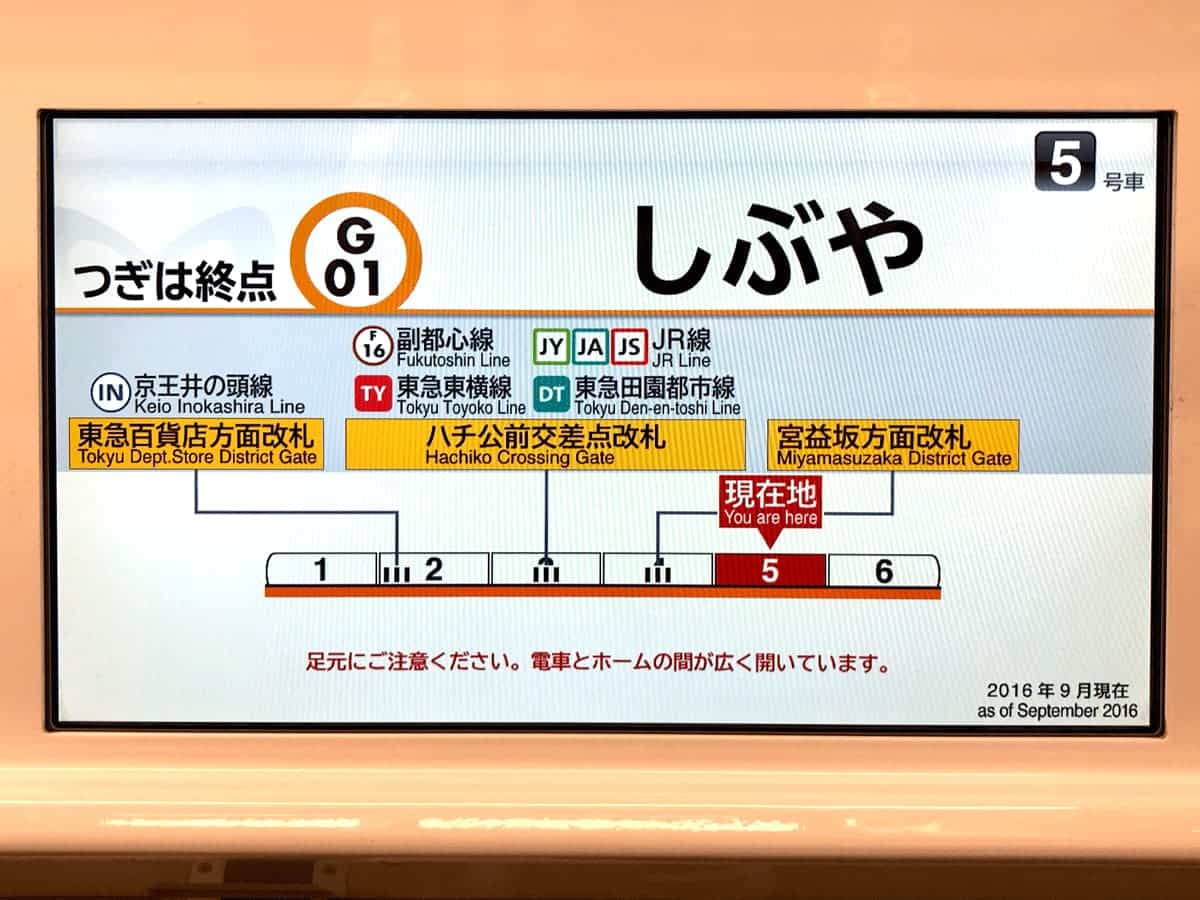 5 号車
つぎは終点
G
01
しぶや
F
16
副都心線
Fukutoshin Line
JY JA JS
JR線
JR Line
IN
京王井の頭線
Keio Inokashira Line
TY
東急東横線
Tokyu Toyoko Line
DT
東急田園都市線
Tokyu Den-en-toshi Line
東急百貨店方面改札
Tokyu Dept.Store District Gate
ハチ公前交差点改札
Hachiko Crossing Gate
宮益坂方面改札
Miyamasuzaka District Gate
現在地
You are here
1 2 5 6
足元にご注意ください。電車とホームの間が広く開いています。
2016年9月現在
as of September 2016